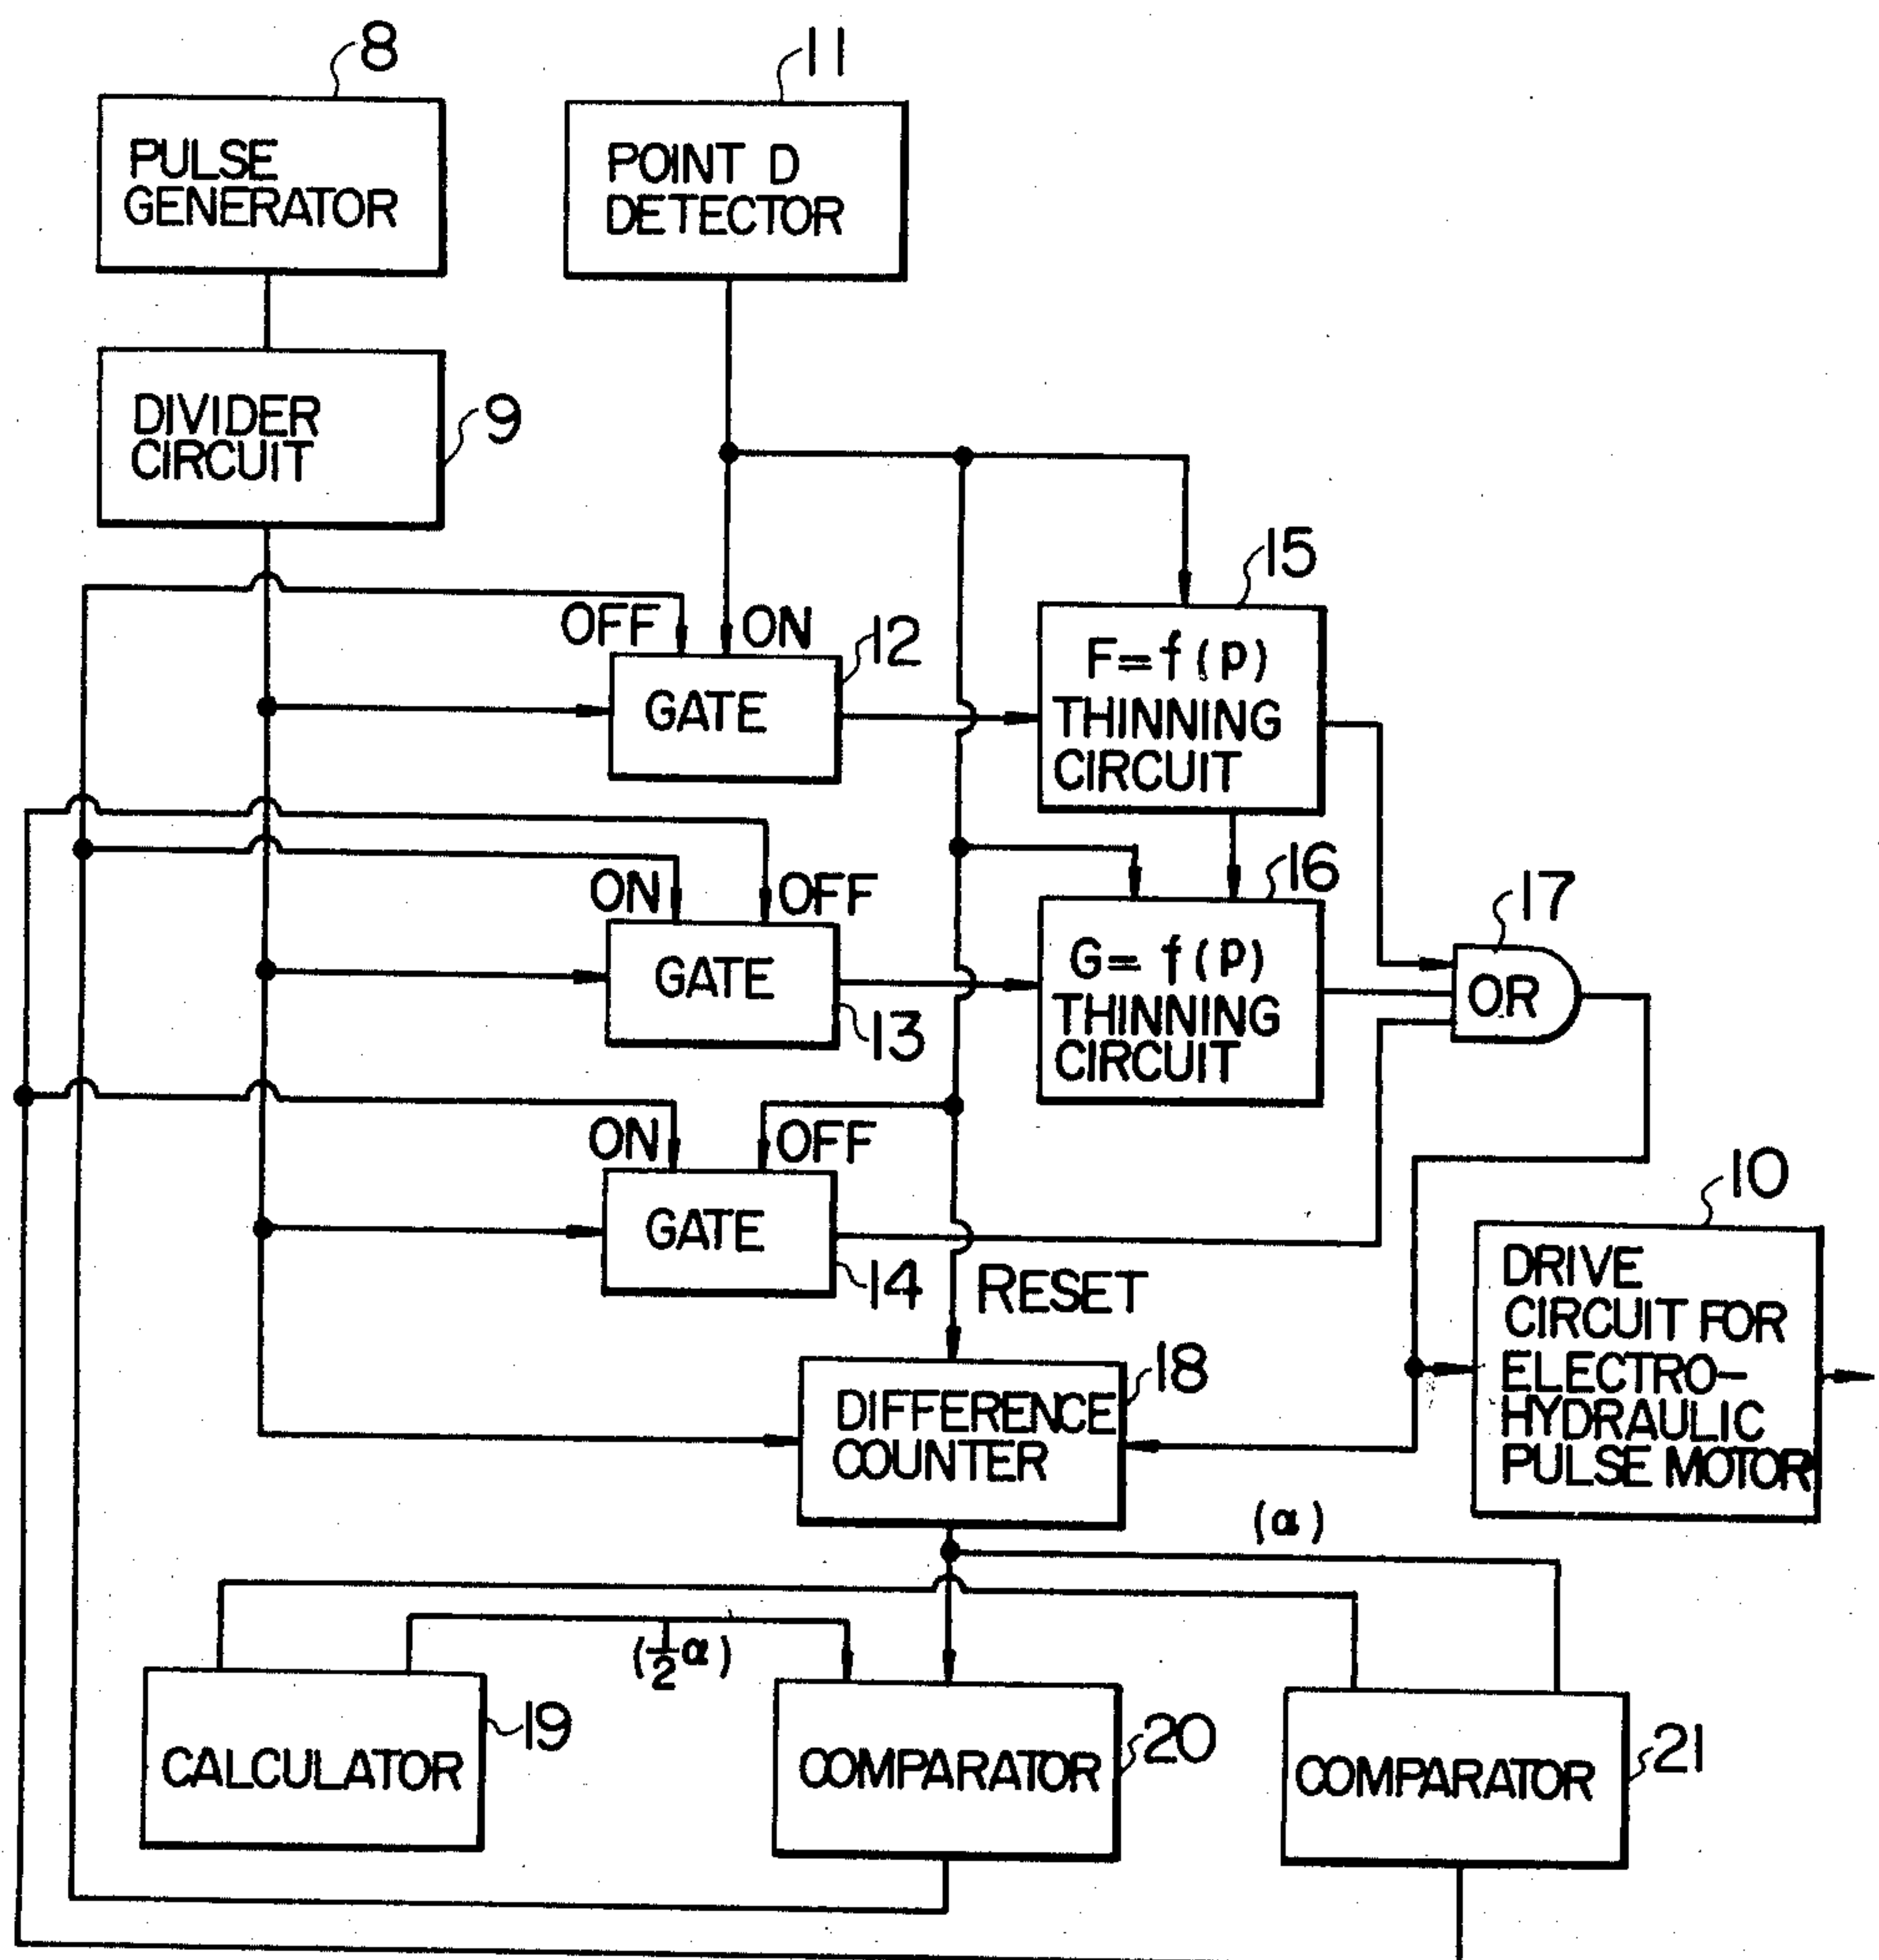 8
11
PULSE
GENERATOR
POINT D
DETECTOR
DIVIDER
CIRCUIT
9
15
OFF
ON
12
GATE
F=f(p)
THINNING
CIRCUIT
ON
OFF
16
17
GATE
13
G=f(p)
THINNING
CIRCUIT
OR
ON
OFF
10
GATE
14
RESET
DRIVE
CIRCUIT FOR
ELECTRO-
HYDRAULIC
PULSE MOTOR
18
DIFFERENCE
COUNTER
(α)
(1/2 α)
CALCULATOR
19
COMPARATOR
20
COMPARATOR
21